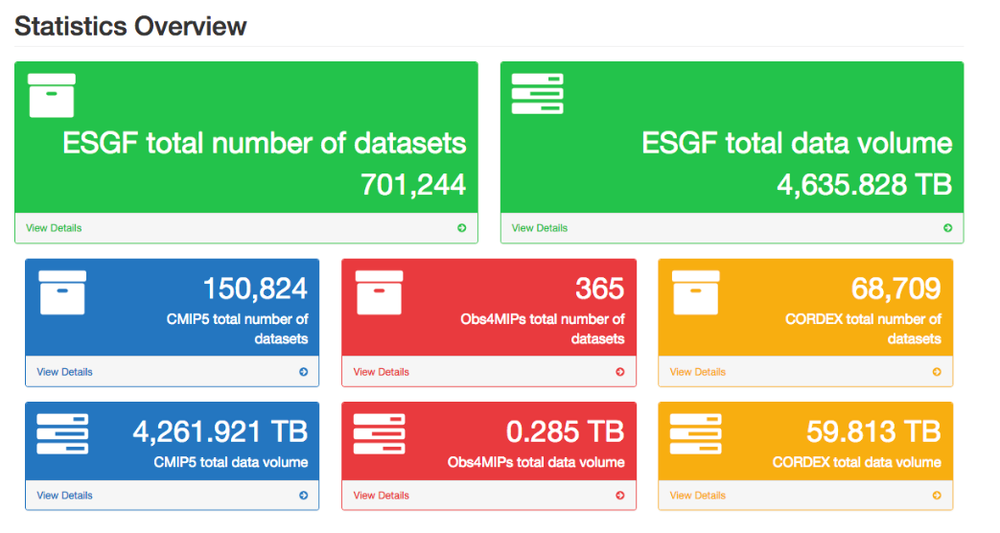 Statistics Overview
ESGF total number of datasets
701,244
View Details
ESGF total data volume
4,635.828 TB
View Details
150,824
CMIP5 total number of
datasets
View Details
365
Obs4MIPs total number of
datasets
View Details
68,709
CORDEX total number of
datasets
View Details
4,261.921 TB
CMIP5 total data volume
View Details
0.285 TB
Obs4MIPs total data volume
View Details
59.813 TB
CORDEX total data volume
View Details